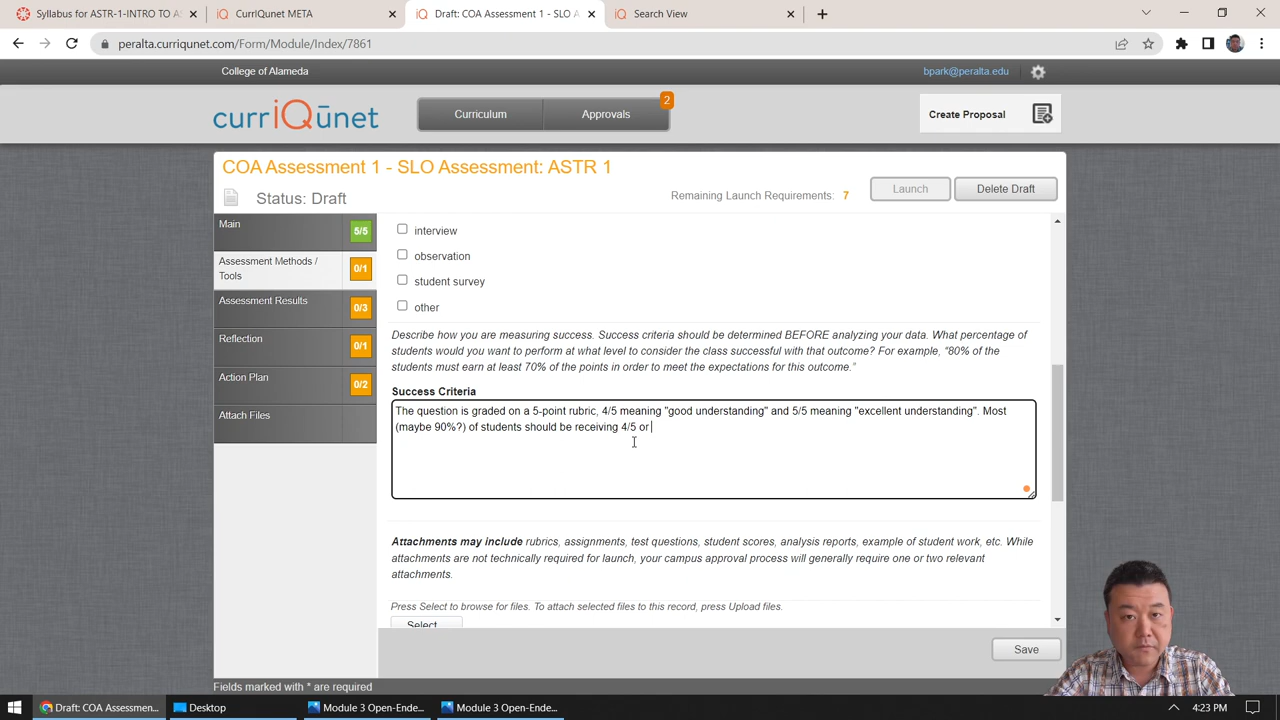 Syllabus for ASTR-1-INTRO TO AS
CurrIQunet META
Draft: COA Assessment 1 - SLO A
Search View
peralta.curriqunet.com/Form/Module/Index/7861
College of Alameda
bpark@peralta.edu
currIQūnet
Curriculum
Approvals
2
Create Proposal
COA Assessment 1 - SLO Assessment: ASTR 1
Status: Draft
Remaining Launch Requirements: 7
Launch
Delete Draft
Main
5/5
Assessment Methods /
Tools
0/1
Assessment Results
0/3
Reflection
0/1
Action Plan
0/2
Attach Files
interview
observation
student survey
other
Describe how you are measuring success. Success criteria should be determined BEFORE analyzing your data. What percentage of
students would you want to perform at what level to consider the class successful with that outcome? For example, “80% of the
students must earn at least 70% of the points in order to meet the expectations for this outcome.”
Success Criteria
The question is graded on a 5-point rubric, 4/5 meaning "good understanding" and 5/5 meaning "excellent understanding". Most
(maybe 90%?) of students should be receiving 4/5 or
Attachments may include rubrics, assignments, test questions, student scores, analysis reports, example of student work, etc. While
attachments are not technically required for launch, your campus approval process will generally require one or two relevant
attachments.
Press Select to browse for files. To attach selected files to this record, press Upload files.
Select...
Save
Fields marked with * are required
Draft: COA Assessmen...
Desktop
Module 3 Open-Ende...
Module 3 Open-Ende...
4:23 PM